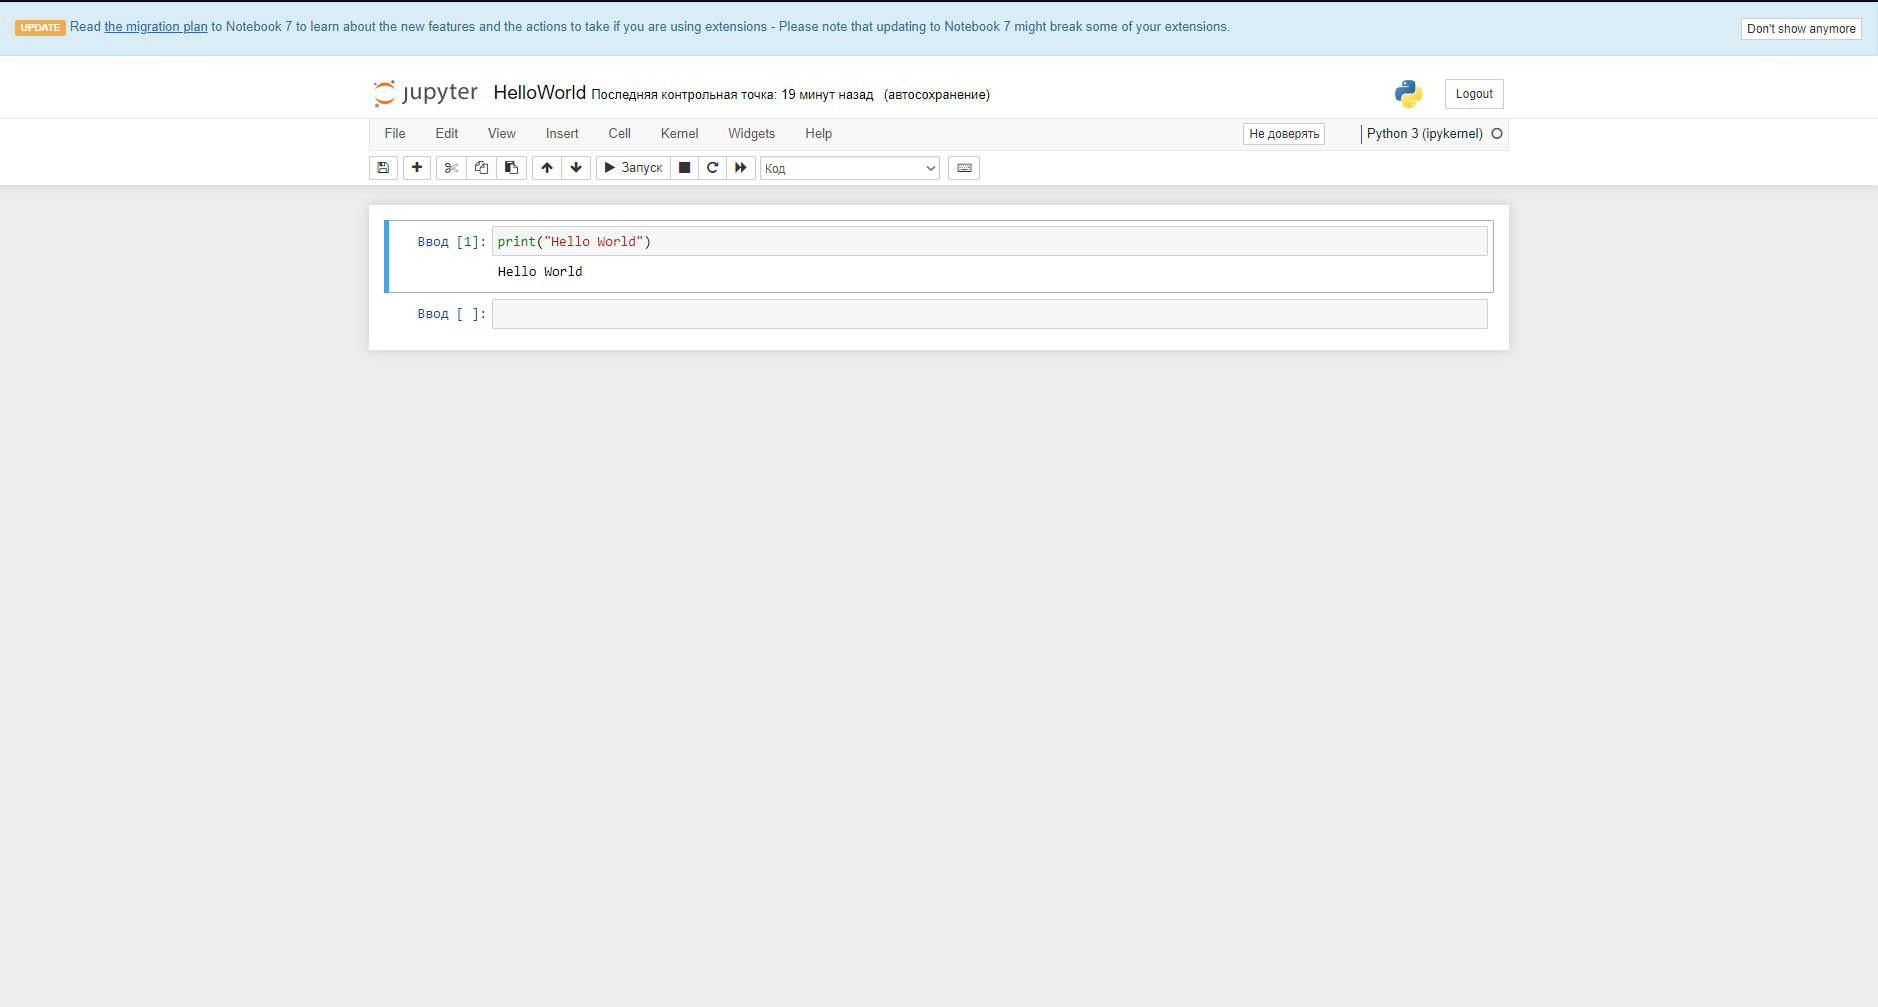 UPDATE Read the migration plan to Notebook 7 to learn about the new features and the actions to take if you are using extensions - Please note that updating to Notebook 7 might break some of your extensions. Don't show anymore
jupyter HelloWorld Последняя контрольная точка: 19 минут назад (автосохранение) Logout
File Edit View Insert Cell Kernel Widgets Help Не доверять Python 3 (ipykernel)
Запуск Код
Ввод [1]: print("Hello World")
Hello World
Ввод [ ]: